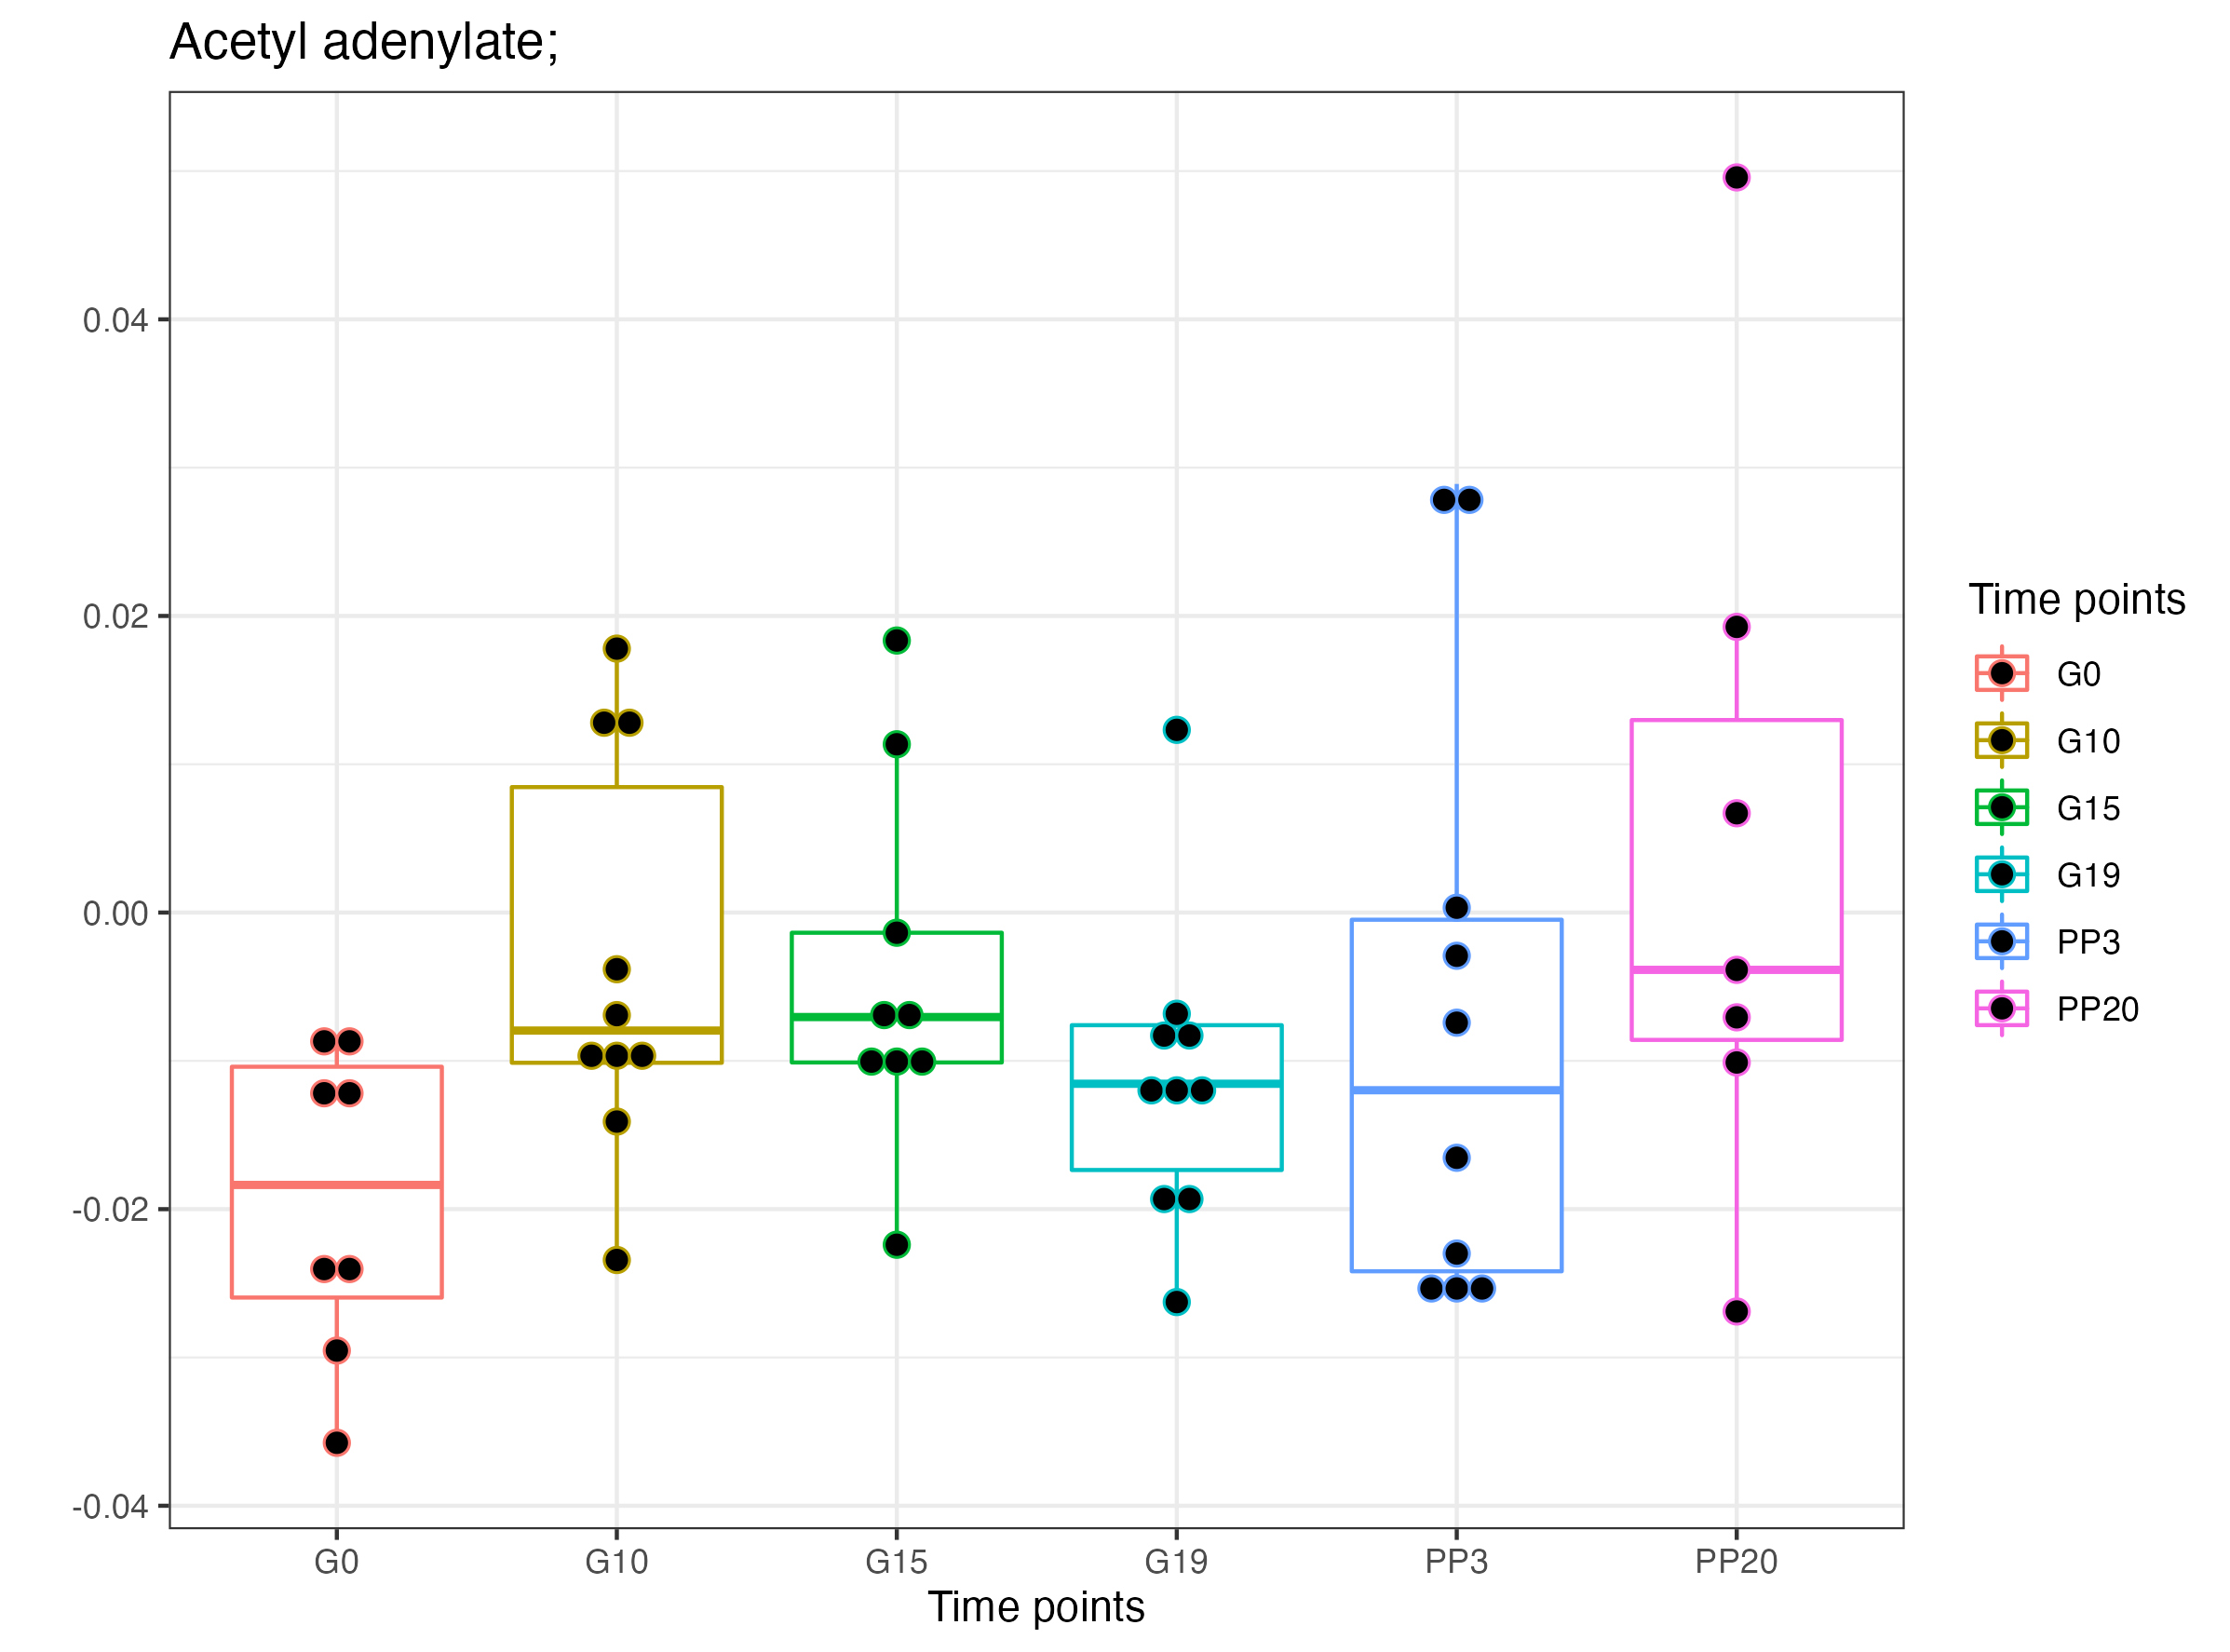 Acetyl adenylate;
0.04
0.02
0.00
-0.02
-0.04
G0 G10 G15 G19 PP3 PP20
Time points
Time points
G0
G10
G15
G19
PP3
PP20